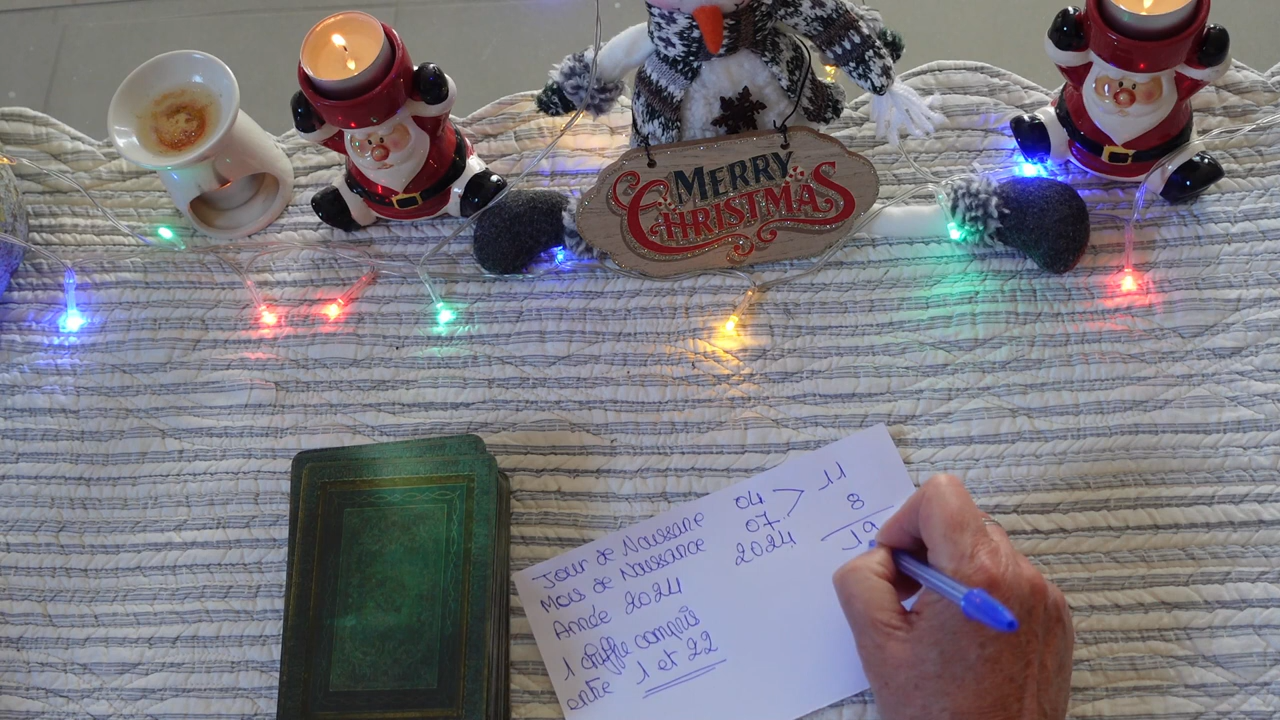 MERRY
CHRISTMAS
Jour de Naissane 04 > 11
Mois de Naissance 07 8
Année 2024 2024 19
1 chiffre compris
entre 1 et 22